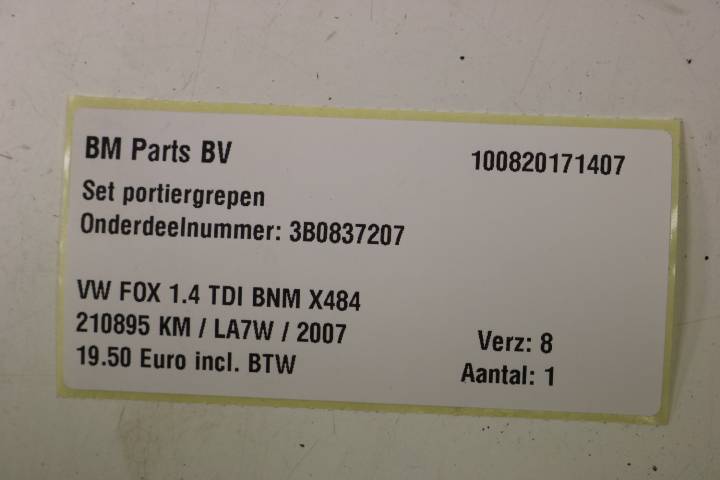 BM Parts BV
100820171407
Set portiergrepen
Onderdeelnummer: 3B0837207
VW FOX 1.4 TDI BNM X484
210895 KM / LA7W / 2007
Verz: 8
19.50 Euro incl. BTW
Aantal: 1